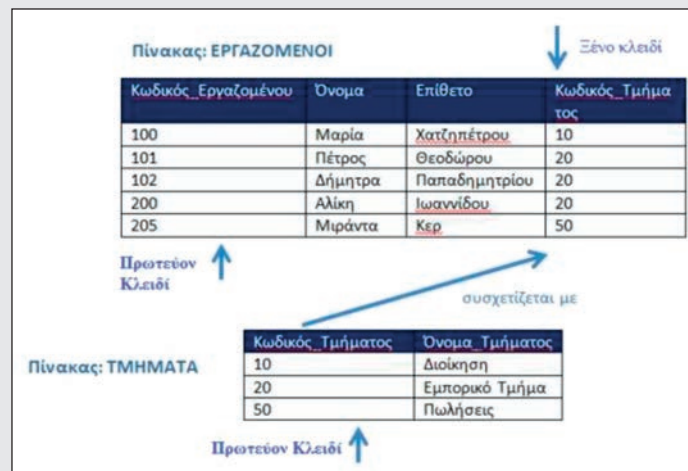 Πίνακας: ΕΡΓΑΖΟΜΕΝΟΙ
Ξένο κλειδί
Κωδικός_Εργαζομένου Όνομα Επίθετο Κωδικός_Τμήμα
τος
100 Μαρία Χατζηπέτρου 10
101 Πέτρος Θεοδώρου 20
102 Δήμητρα Παπαδημητρίου 20
200 Αλίκη Ιωαννίδου 20
205 Μιράντα Κερ 50
Πρωτεύον
Κλειδί
συσχετίζεται με
Κωδικός_Τμήματος Όνομα_Τμήματος
Πίνακας: ΤΜΗΜΑΤΑ
10 Διοίκηση
20 Εμπορικό Τμήμα
50 Πωλήσεις
Πρωτεύον Κλειδί